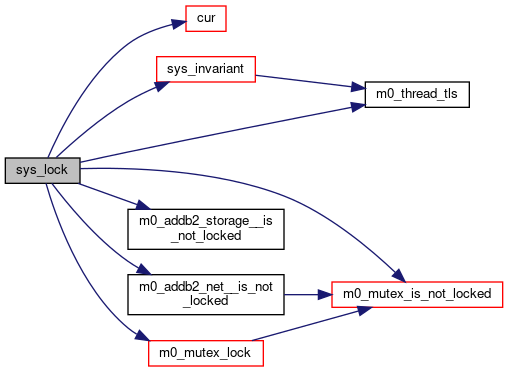 cur
sys_invariant
m0_thread_tls
sys_lock
m0_addb2_storage__is
_not_locked
m0_addb2_net__is_not
_locked
m0_mutex_is_not_locked
m0_mutex_lock